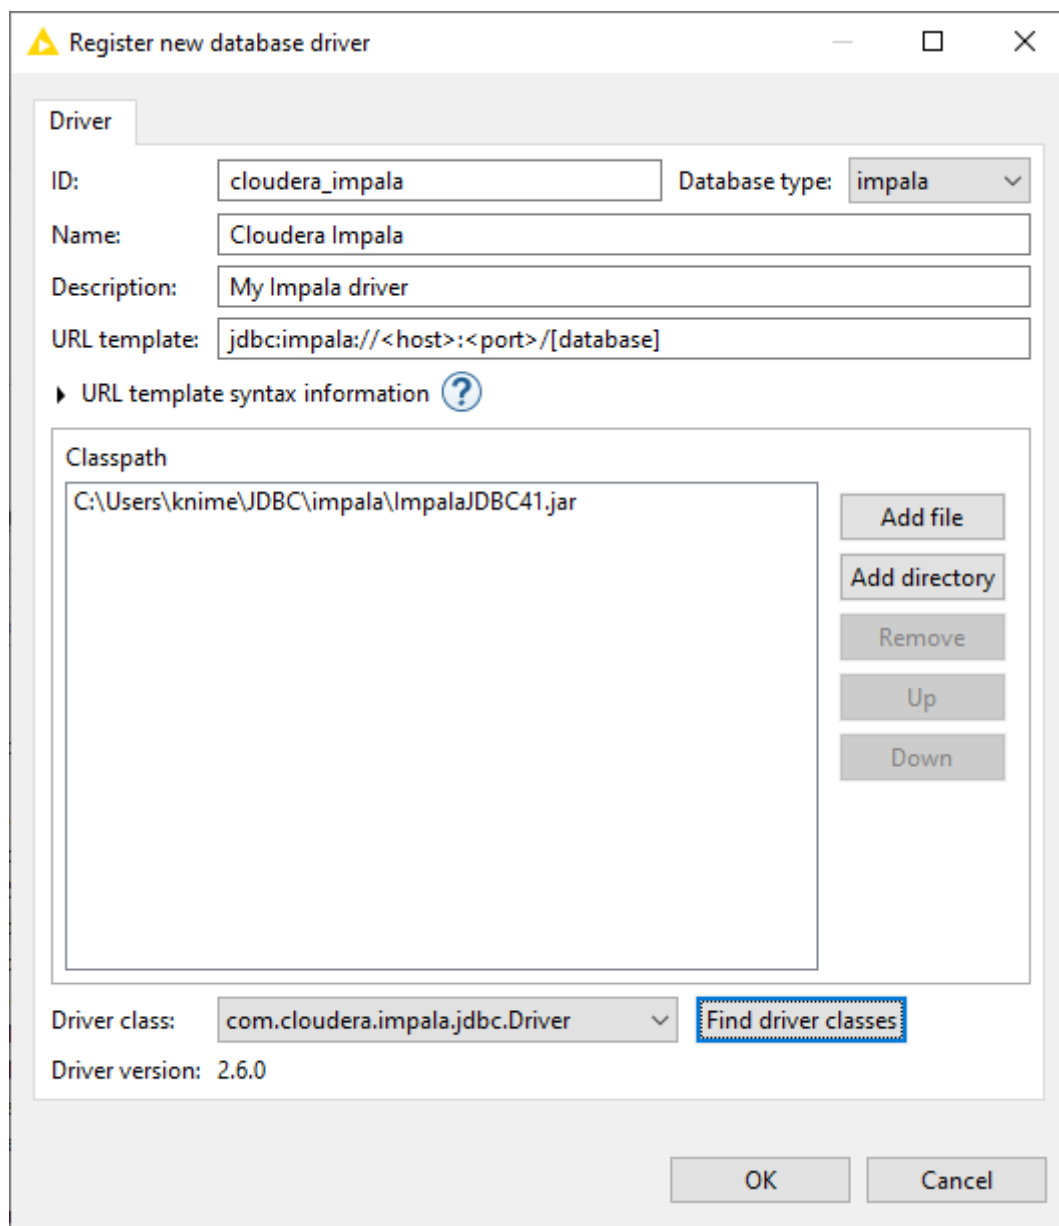 Register new database driver
Driver
ID: cloudera_impala Database type: impala
Name: Cloudera Impala
Description: My Impala driver
URL template: jdbc:impala://<host>:<port>/[database]
URL template syntax information ?
Classpath
C:\Users\knime\JDBC\impala\ImpalaJDBC41.jar
Add file
Add directory
Remove
Up
Down
Driver class: com.cloudera.impala.jdbc.Driver Find driver classes
Driver version: 2.6.0
OK Cancel